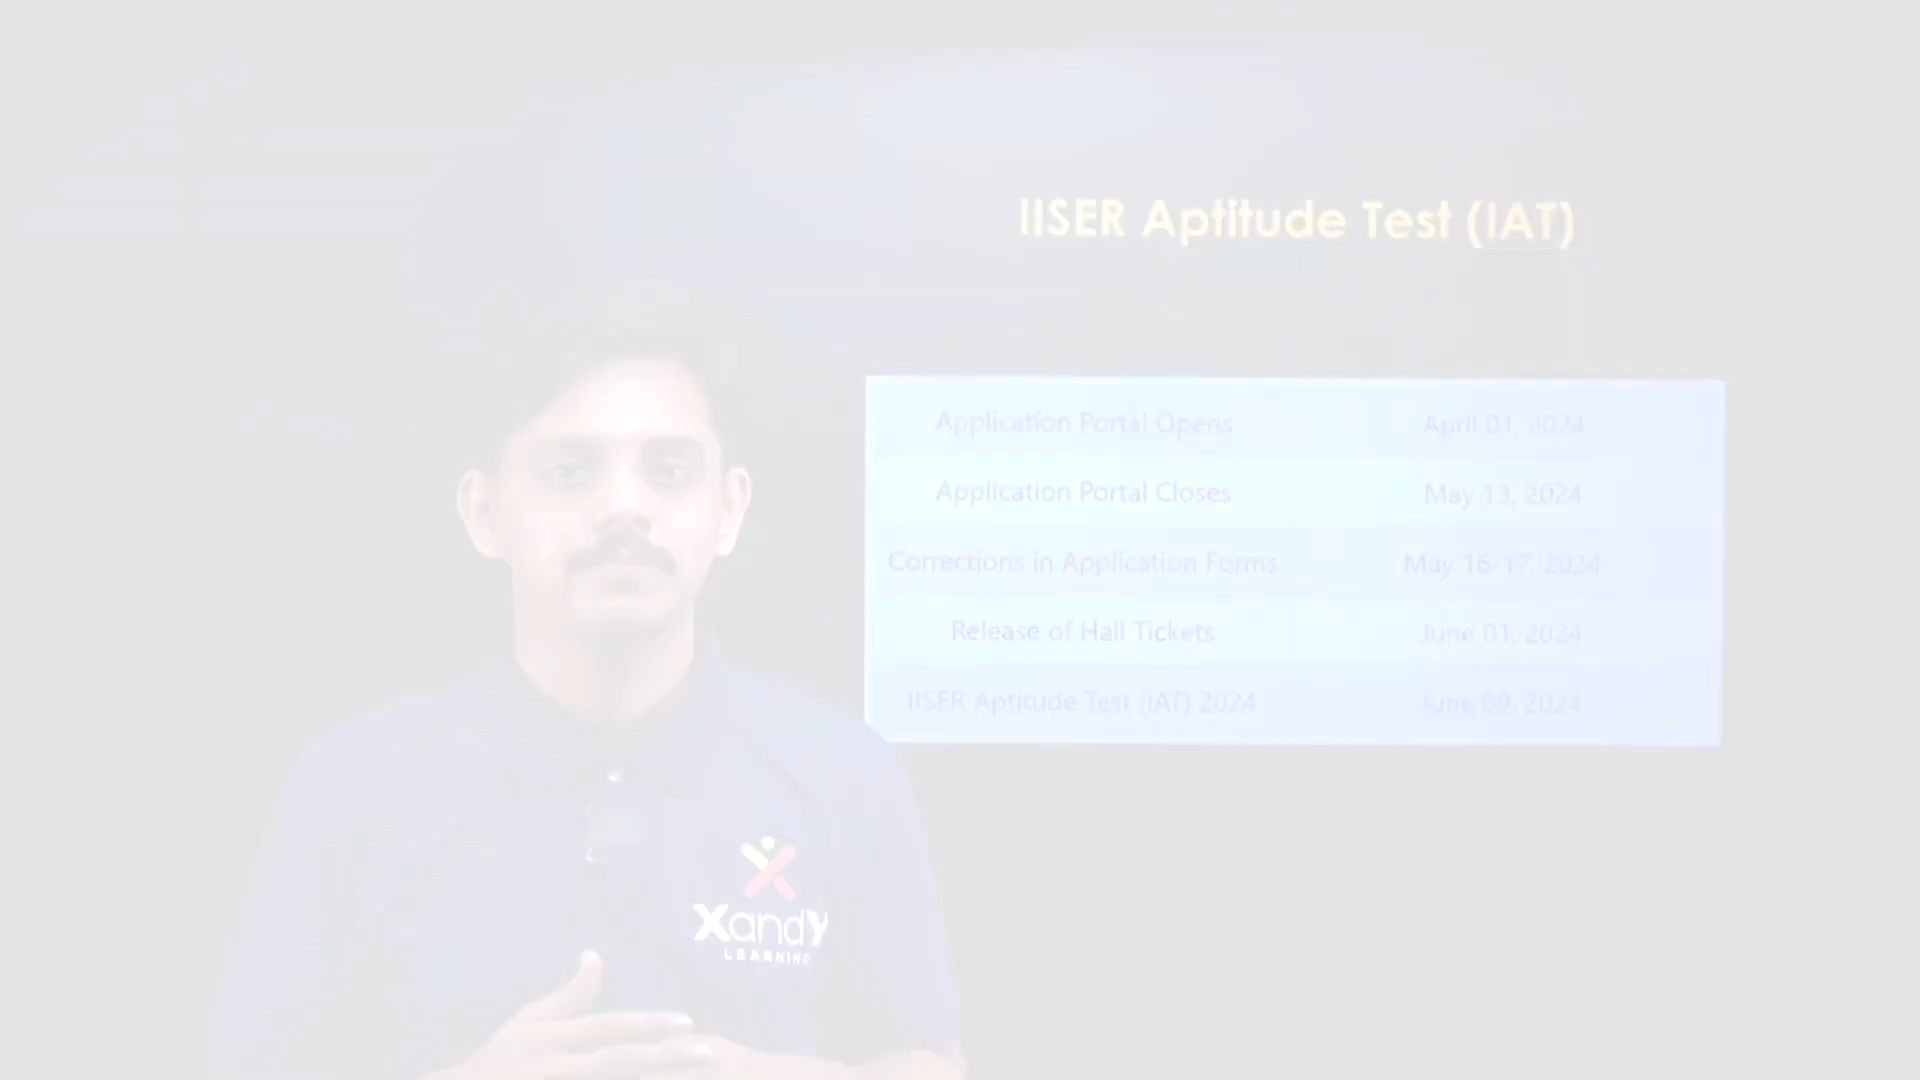 IISER Aptitude Test (IAT)
Application Portal Opens April 01, 2024
Application Portal Closes May 13, 2024
Corrections in Application Forms May 16-17, 2024
Release of Hall Tickets June 01, 2024
IISER Aptitude Test (IAT) 2024 June 09, 2024
XandY
LEARNING